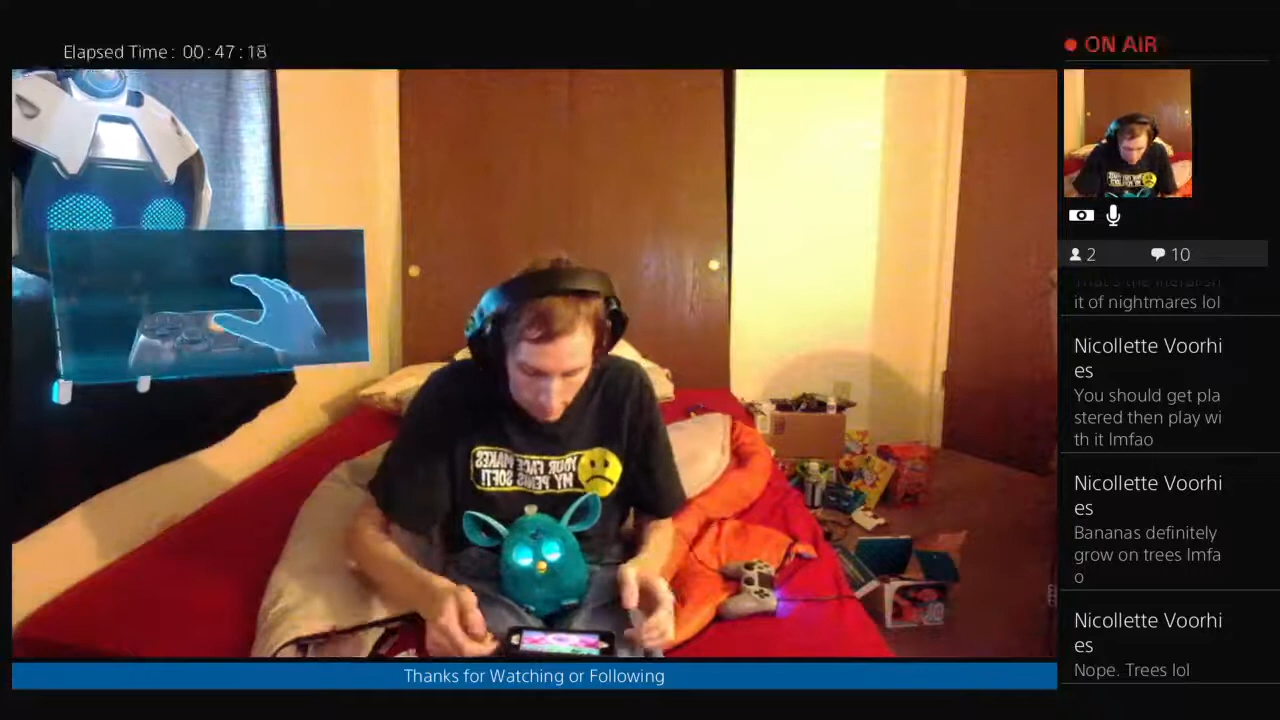 Elapsed Time: 00:47:18
ON AIR
2
10
it of nightmares lol
Nicollette Voorhi
es
You should get pla
stered then play wi
th it lmfao
Nicollette Voorhi
es
Bananas definitely
grow on trees lmfa
o
Nicollette Voorhi
es
Nope. Trees lol
YOUR FACE MAKES
MY PENIS SOFT!
Thanks for Watching or Following